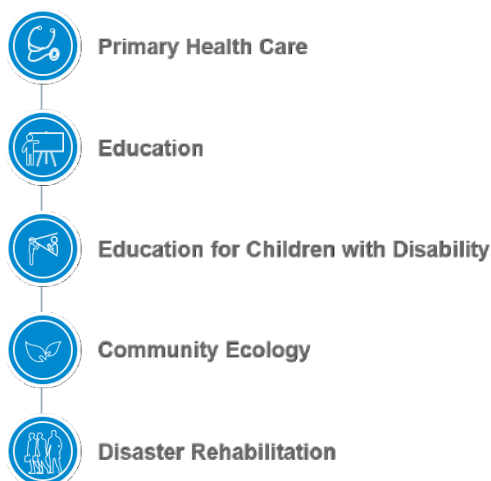 Primary Health Care
Education
Education for Children with Disability
Community Ecology
Disaster Rehabilitation